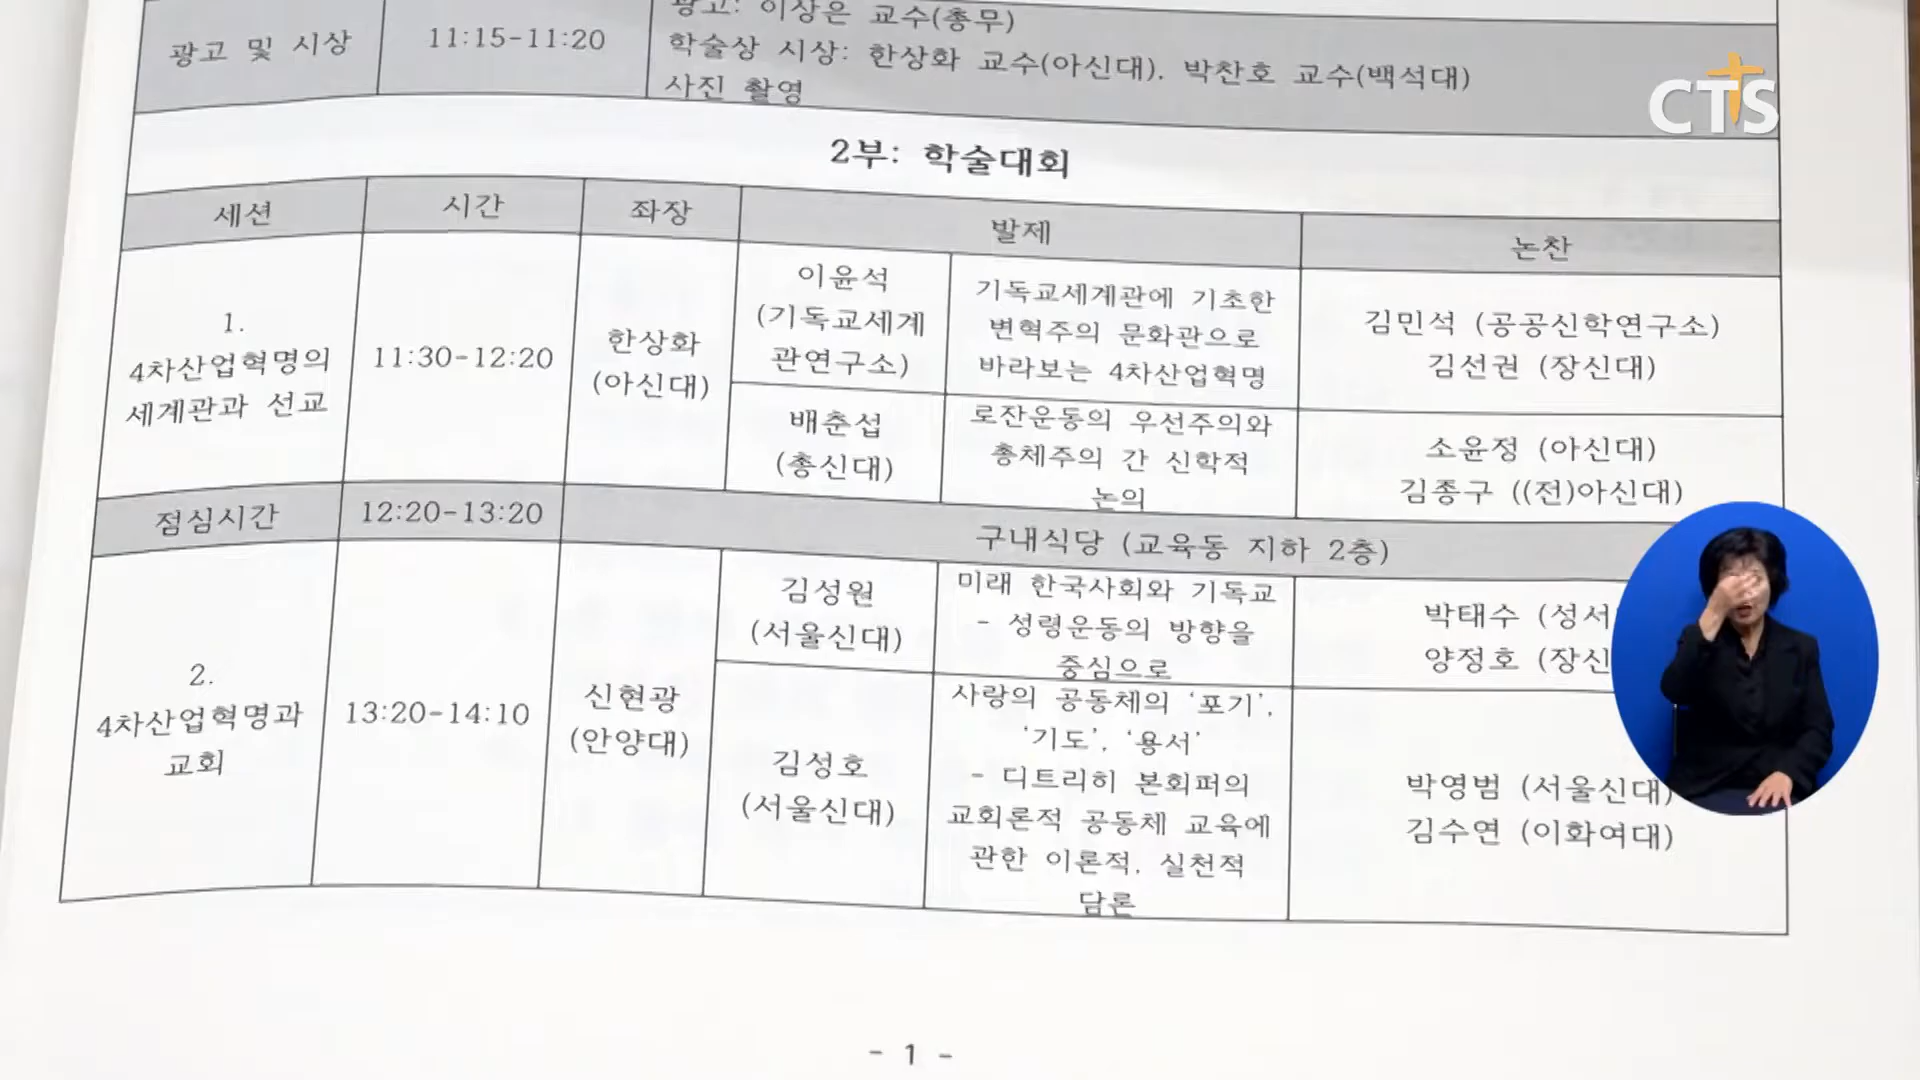 광고 및 시상
11:15-11:20
광고: 이상은 교수(총무)
학술상 시상: 한상화 교수(아신대), 박찬호 교수(백석대)
사진 촬영
CTS
2부: 학술대회
세션
시간
좌장
발제
논찬
1.
4차산업혁명의
세계관과 선교
11:30-12:20
한상화
(아신대)
이윤석
(기독교세계
관연구소)
기독교세계관에 기초한
변혁주의 문화관으로
바라보는 4차산업혁명
김민석 (공공신학연구소)
김선권 (장신대)
배춘섭
(총신대)
로잔운동의 우선주의와
총체주의 간 신학적
논의
소윤정 (아신대)
김종구 ((전)아신대)
점심시간
12:20-13:20
구내식당 (교육동 지하 2층)
2.
4차산업혁명과
교회
13:20-14:10
신현광
(안양대)
김성원
(서울신대)
미래 한국사회와 기독교
- 성령운동의 방향을
중심으로
박태수 (성서
양정호 (장신
김성호
(서울신대)
사랑의 공동체의 '포기',
'기도', '용서'
- 디트리히 본회퍼의
교회론적 공동체 교육에
관한 이론적, 실천적
담론
박영범 (서울신대)
김수연 (이화여대)
- 1 -